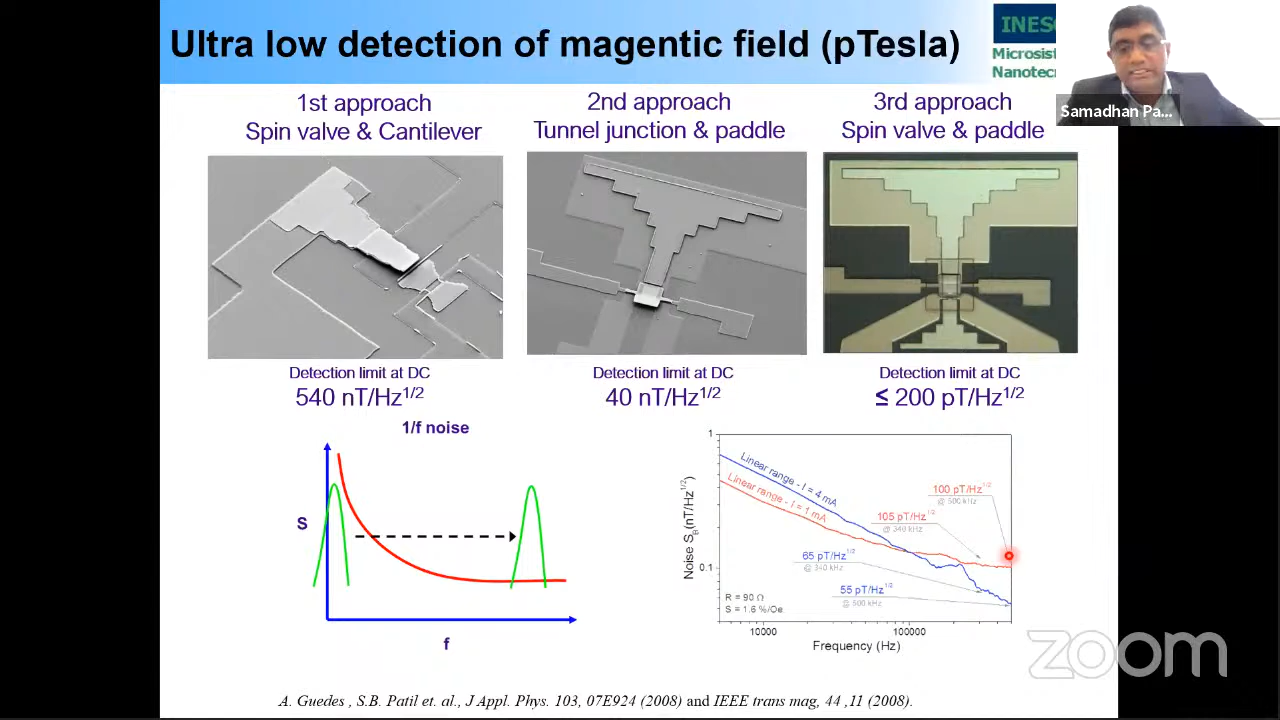 Ultra low detection of magentic field (pTesla)
INES
Microsist
Nanotecr
Samadhan Pa...
1st approach
Spin valve & Cantilever
2nd approach
Tunnel junction & paddle
3rd approach
Spin valve & paddle
Detection limit at DC
540 nT/Hz1/2
Detection limit at DC
40 nT/Hz1/2
Detection limit at DC
≤ 200 pT/Hz1/2
1/f noise
S
f
1
0.1
Noise SB(nT/Hz1/2)
Linear range - I = 4 mA
Linear range - I = 1 mA
100 pT/Hz1/2
@ 500 kHz
105 pT/Hz1/2
@ 340 kHz
65 pT/Hz1/2
@ 340 kHz
55 pT/Hz1/2
@ 500 kHz
R = 90 Ω
S = 1.6 %/Oe
10000
100000
Frequency (Hz)
zoom
A. Guedes , S.B. Patil et. al., J Appl. Phys. 103, 07E924 (2008) and IEEE trans mag, 44 ,11 (2008).